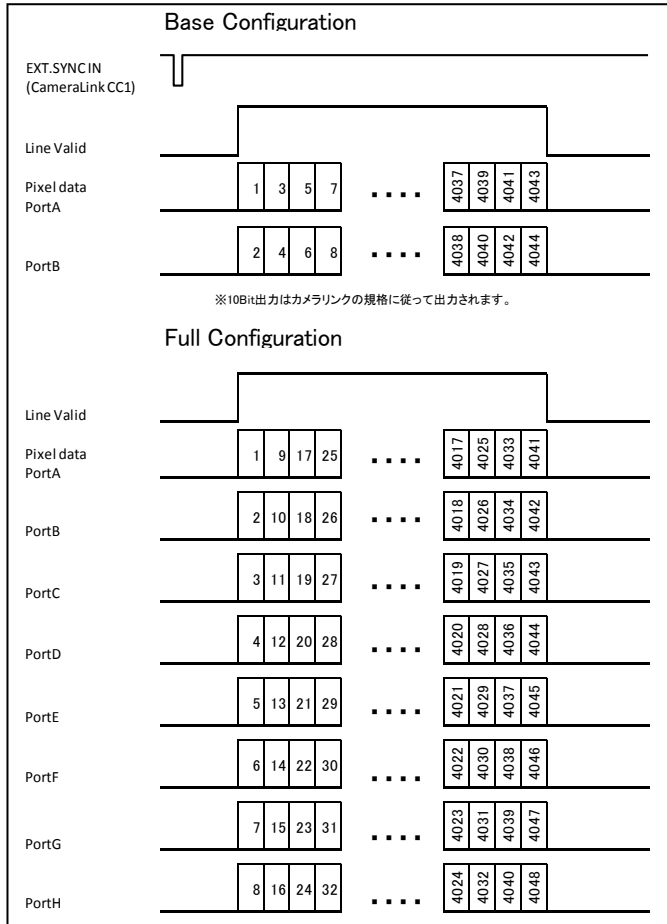 Base Configuration
EXT.SYNC IN
(CameraLink CC1)
Line Valid
Pixel data
PortA
1 3 5 7 .... 4037 4039 4041 4043
PortB
2 4 6 8 .... 4038 4040 4042 4044
※10Bit出力はカメラリンクの規格に従って出力されます。
Full Configuration
Line Valid
Pixel data
PortA
1 9 17 25 .... 4017 4025 4033 4041
PortB
2 10 18 26 .... 4018 4026 4034 4042
PortC
3 11 19 27 .... 4019 4027 4035 4043
PortD
4 12 20 28 .... 4020 4028 4036 4044
PortE
5 13 21 29 .... 4021 4029 4037 4045
PortF
6 14 22 30 .... 4022 4030 4038 4046
PortG
7 15 23 31 .... 4023 4031 4039 4047
PortH
8 16 24 32 .... 4024 4032 4040 4048